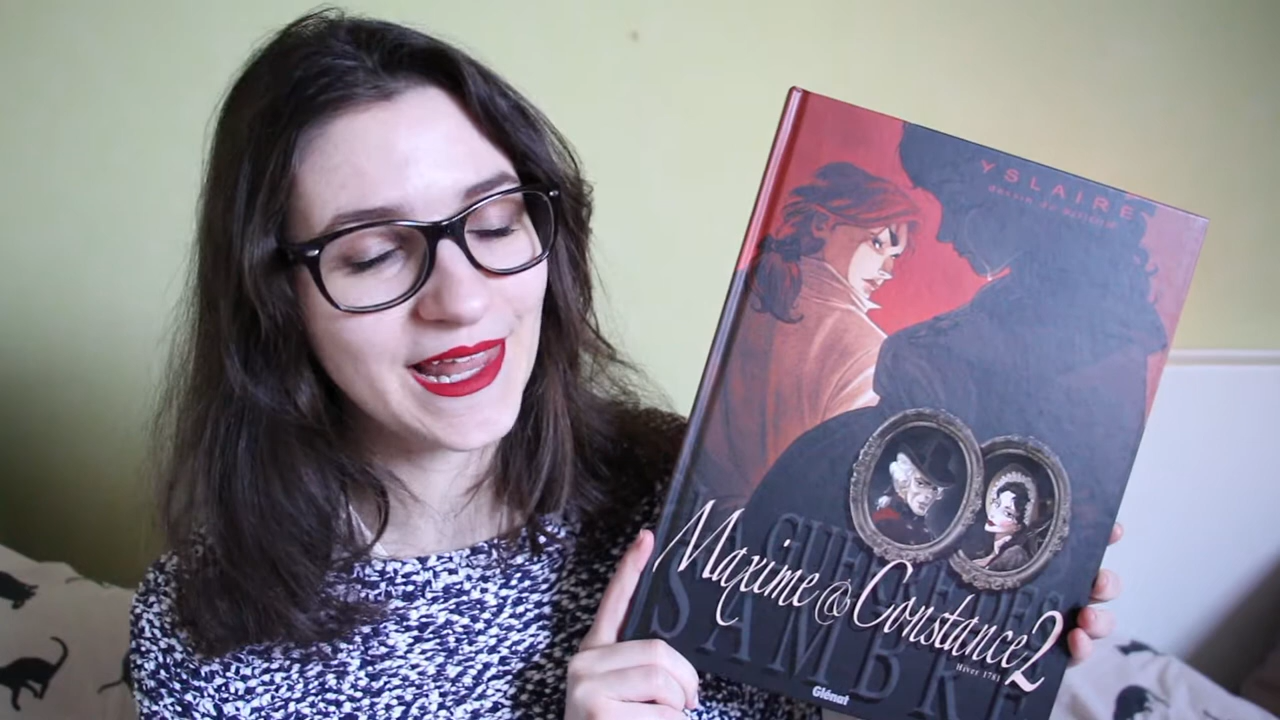 YSLAIRE
LA GUERRE DES
SAMBRE
Maxime @ Constance 2
Hiver 1781
Glénat